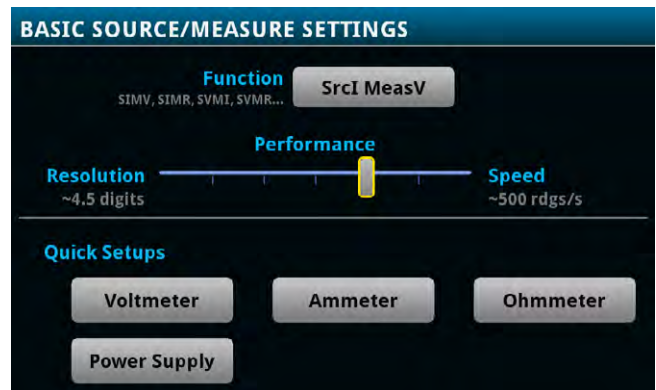 BASIC SOURCE/MEASURE SETTINGS
Function
SrcI MeasV
SIMV, SIMR, SVMI, SVMR...
Performance
Resolution
Speed
~4.5 digits
~500 rdgs/s
Quick Setups
Voltmeter
Ammeter
Ohmmeter
Power Supply